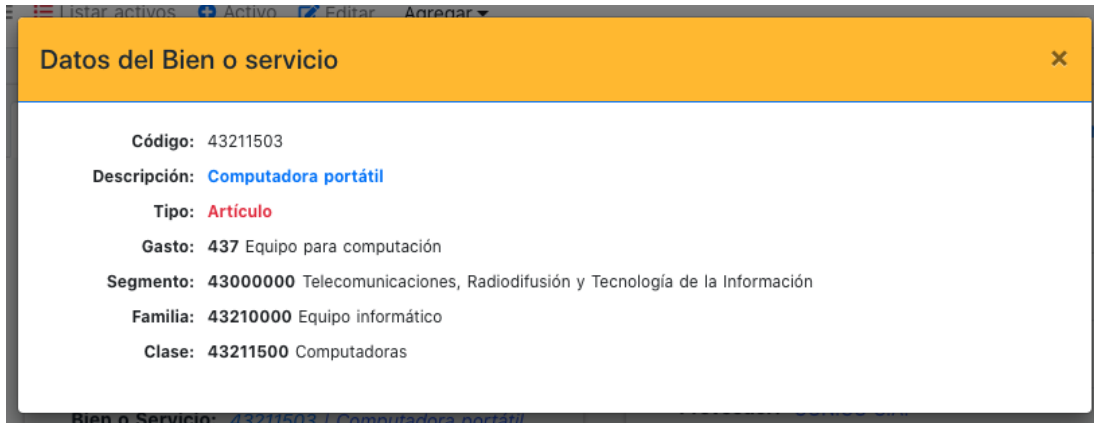 Listar activos Activo Editar Agregar
Datos del Bien o servicio ×
Código: 43211503
Descripción: Computadora portátil
Tipo: Artículo
Gasto: 437 Equipo para computación
Segmento: 43000000 Telecomunicaciones, Radiodifusión y Tecnología de la Información
Familia: 43210000 Equipo informático
Clase: 43211500 Computadoras
Bien o Servicio: 43211503 | Computadora portátil